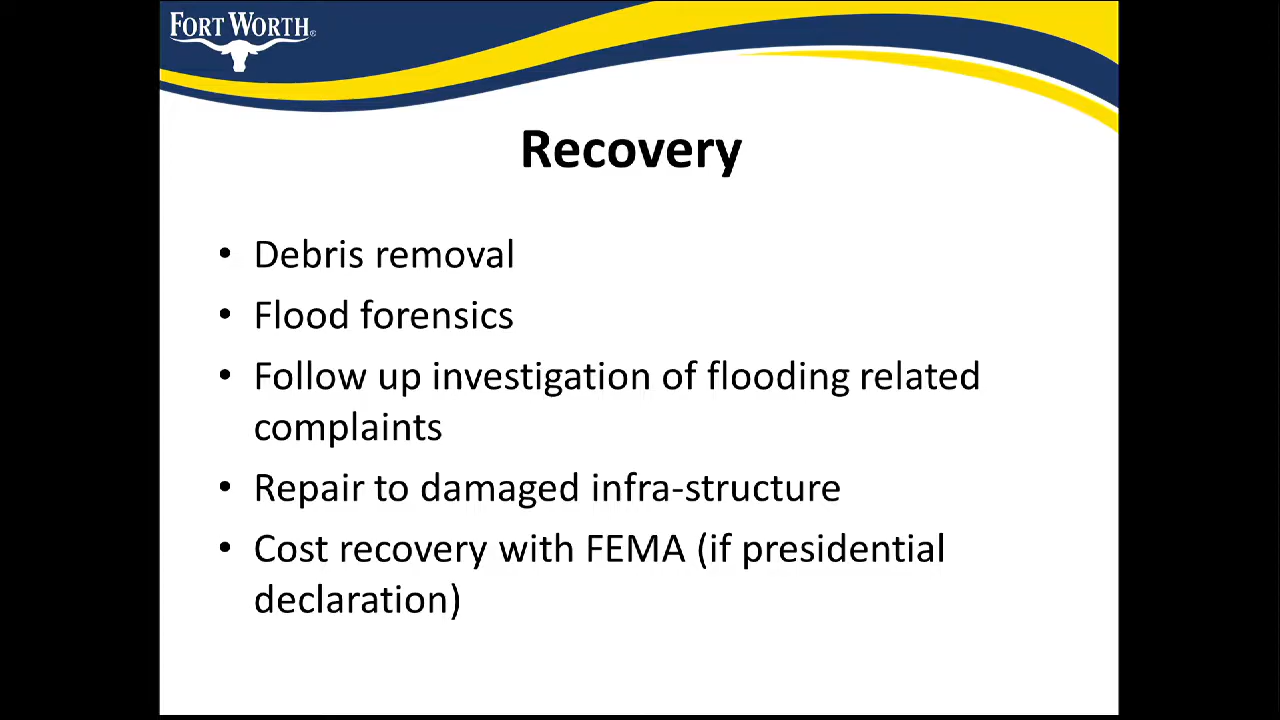 FORT WORTH®
Recovery
• Debris removal
• Flood forensics
• Follow up investigation of flooding related
complaints
• Repair to damaged infra-structure
• Cost recovery with FEMA (if presidential
declaration)